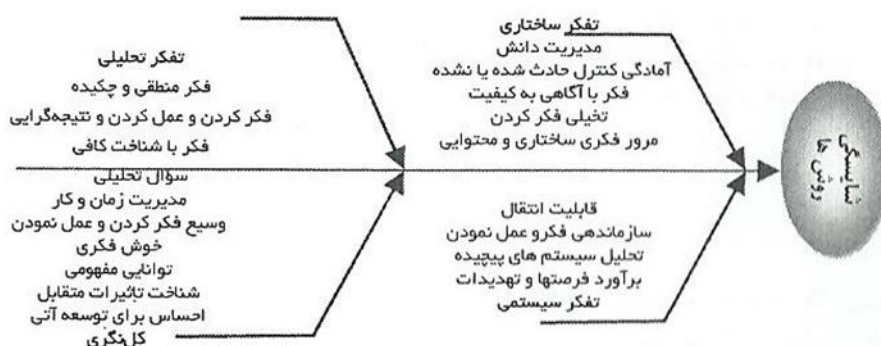 تفکر ساختاری
مدیریت دانش
آمادگی کنترل حادث شده یا نشده
فکر با آگاهی به کیفیت
تخیلی فکر کردن
مرور فکری ساختاری و محتوایی
تفکر تحلیلی
فکر منطقی و چکیده
فکر کردن و عمل کردن و نتیجه‌گرایی
فکر با شناخت کافی
شایستگی
روش ها
قابلیت انتقال
سازماندهی فکرو عمل نمودن
تحلیل سیستم های پیچیده
برآورد فرصتها و تهدیدات
تفکر سیستمی
سؤال تحلیلی
مدیریت زمان و کار
وسیع فکر کردن و عمل نمودن
خوش فکری
توانایی مفهومی
شناخت تاثیرات متقابل
احساس برای توسعه آتی
کل‌نگری